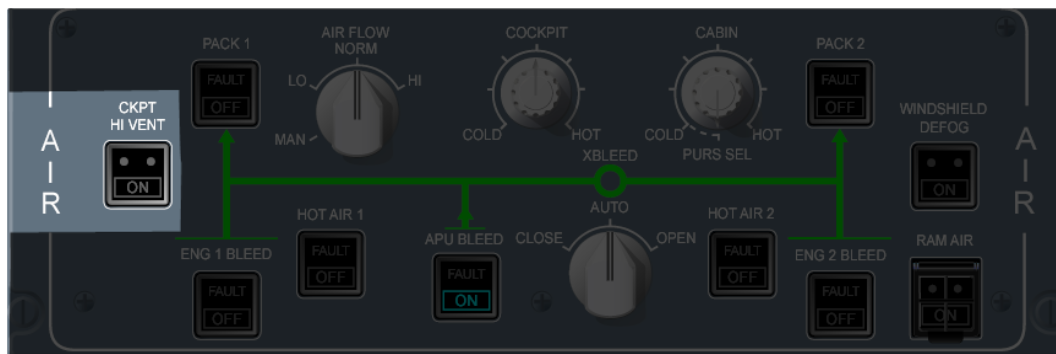 AIR
CKPT
HI VENT
ON
PACK 1
FAULT
OFF
AIR FLOW
NORM
LO
HI
MAN
COCKPIT
COLD
HOT
CABIN
COLD
HOT
PURS SEL
PACK 2
FAULT
OFF
WINDSHIELD
DEFOG
ON
AIR
XBLEED
AUTO
CLOSE
OPEN
ENG 1 BLEED
FAULT
OFF
HOT AIR 1
FAULT
OFF
APU BLEED
FAULT
ON
HOT AIR 2
FAULT
OFF
ENG 2 BLEED
FAULT
OFF
RAM AIR
ON